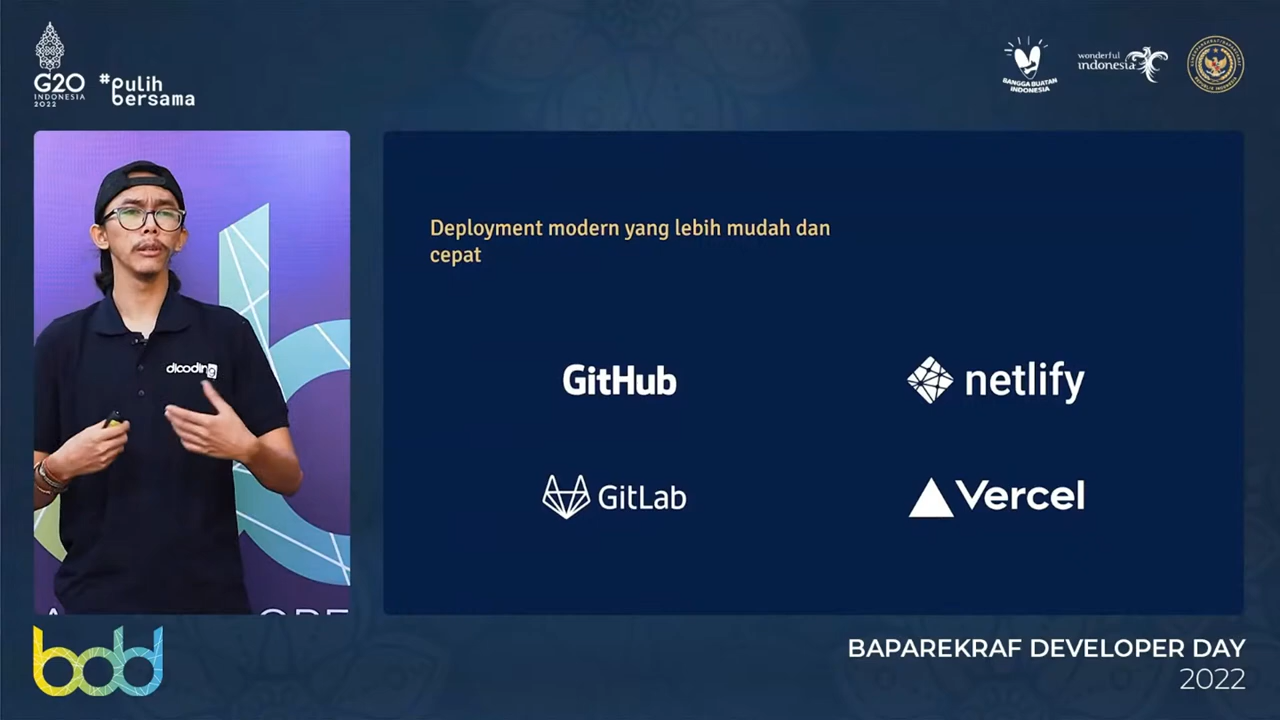 G20
INDONESIA
2022
#pulih
bersama
BANGGA BUATAN
INDONESIA
wonderful
indonesia
Deployment modern yang lebih mudah dan
cepat
GitHub
netlify
GitLab
Vercel
dicoding
bdd
BAPAREKRAF DEVELOPER DAY
2022